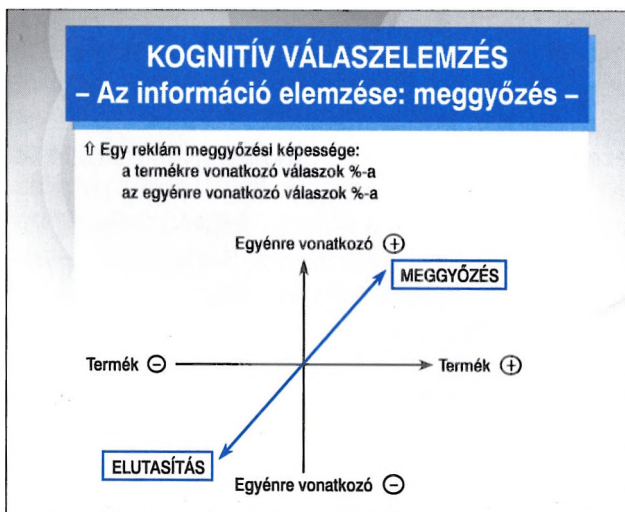 KOGNITÍV VÁLASZELEMZÉS
– Az információ elemzése: meggyőzés –
⇧ Egy reklám meggyőzési képessége:
a termékre vonatkozó válaszok %-a
az egyénre vonatkozó válaszok %-a
Egyénre vonatkozó ⊕
MEGGYŐZÉS
Termék ⊖
Termék ⊕
ELUTASÍTÁS
Egyénre vonatkozó ⊖